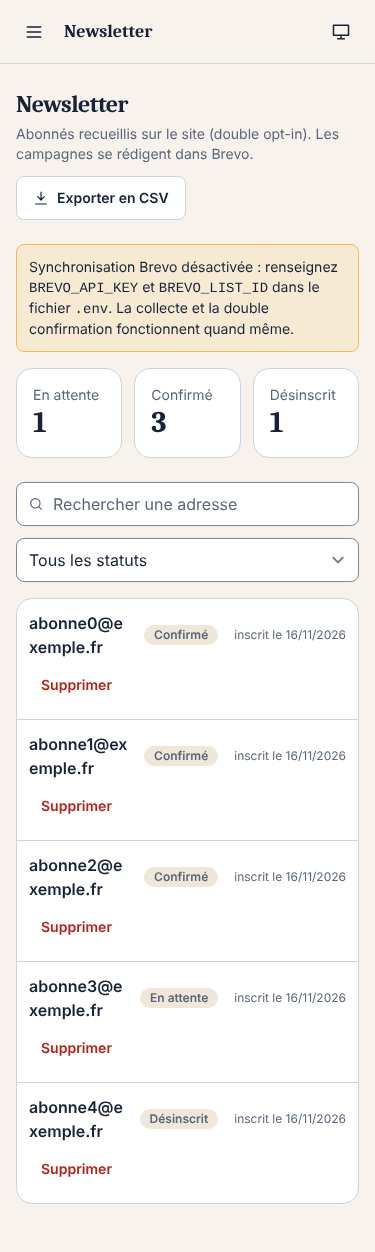 Newsletter
Newsletter
Abonnés recueillis sur le site (double opt-in). Les
campagnes se rédigent dans Brevo.
Exporter en CSV
Synchronisation Brevo désactivée : renseignez
BREVO_API_KEY et BREVO_LIST_ID dans le
fichier .env. La collecte et la double
confirmation fonctionnent quand même.
En attente
1
Confirmé
3
Désinscrit
1
Rechercher une adresse
Tous les statuts
abonne0@e
xemple.fr
Confirmé
inscrit le 16/11/2026
Supprimer
abonne1@ex
emple.fr
Confirmé
inscrit le 16/11/2026
Supprimer
abonne2@e
xemple.fr
Confirmé
inscrit le 16/11/2026
Supprimer
abonne3@e
xemple.fr
En attente
inscrit le 16/11/2026
Supprimer
abonne4@e
xemple.fr
Désinscrit
inscrit le 16/11/2026
Supprimer